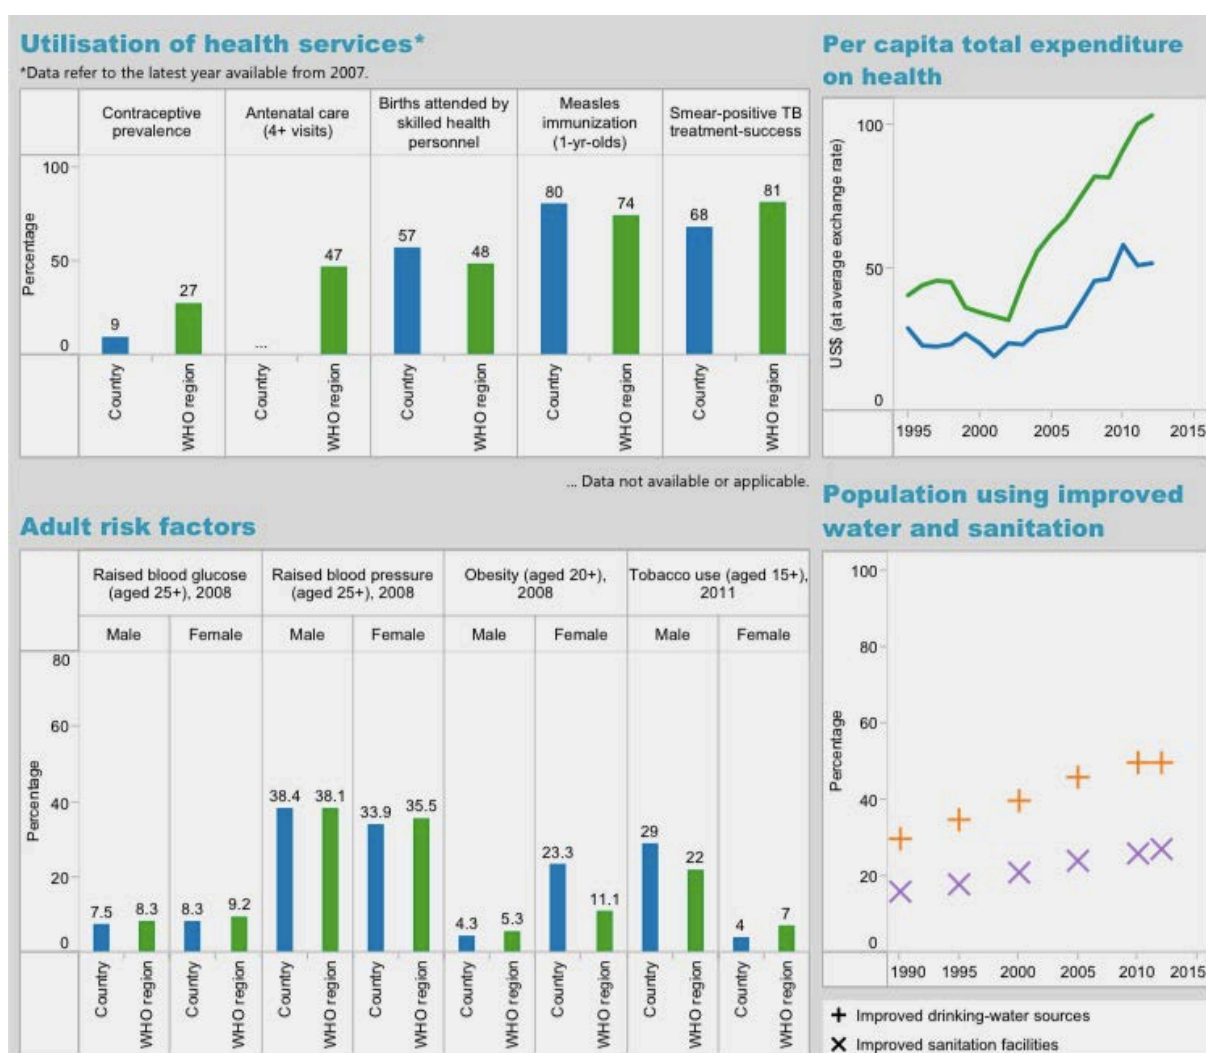 Utilisation of health services*
*Data refer to the latest year available from 2007.
Contraceptive prevalence
Antenatal care (4+ visits)
Births attended by skilled health personnel
Measles immunization (1-yr-olds)
Smear-positive TB treatment-success
Percentage
100
50
0
9
27
...
47
57
48
80
74
68
81
Country
WHO region
Country
WHO region
Country
WHO region
Country
WHO region
Country
WHO region
... Data not available or applicable.
Per capita total expenditure
on health
US$ (at average exchange rate)
100
50
0
1995 2000 2005 2010 2015
Adult risk factors
Raised blood glucose (aged 25+), 2008
Raised blood pressure (aged 25+), 2008
Obesity (aged 20+), 2008
Tobacco use (aged 15+), 2011
Male Female Male Female Male Female Male Female
Percentage
80
60
40
20
0
7.5
8.3
8.3
9.2
38.4
38.1
33.9
35.5
4.3
5.3
23.3
11.1
29
22
4
7
Country
WHO region
Country
WHO region
Country
WHO region
Country
WHO region
Country
WHO region
Country
WHO region
Country
WHO region
Country
WHO region
Population using improved
water and sanitation
Percentage
100
80
60
40
20
0
1990 1995 2000 2005 2010 2015
Improved drinking-water sources
Improved sanitation facilities